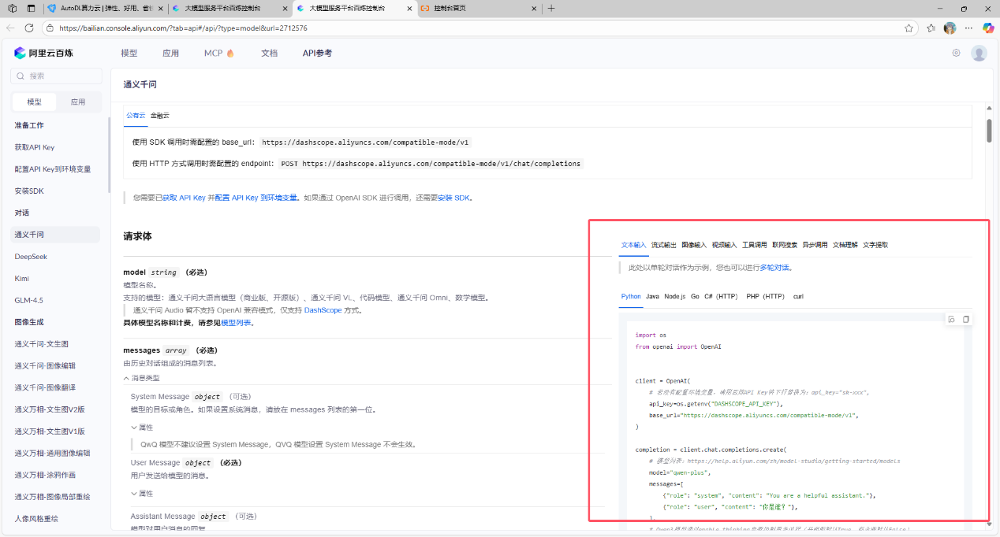 AutoDL算力云 | 弹性、好用、省
大模型服务平台百炼控制台
大模型服务平台百炼控制台
控制台首页
https://bailian.console.aliyun.com/?tab=api#/api/?type=model&url=2712576
阿里云百炼
模型
应用
MCP
文档
API参考
搜索
模型
应用
准备工作
获取API Key
配置API Key到环境变量
安装SDK
对话
通义千问
DeepSeek
Kimi
GLM-4.5
图像生成
通义千问-文生图
通义千问-图像编辑
通义千问-图像翻译
通义万相-文生图V2版
通义万相-文生图V1版
通义万相-通用图像编辑
通义万相-涂鸦作画
通义万相-图像局部重绘
人像风格重绘
通义千问
公有云 金融云
使用 SDK 调用时需配置的 base_url： https://dashscope.aliyuncs.com/compatible-mode/v1
使用 HTTP 方式调用时需配置的 endpoint： POST https://dashscope.aliyuncs.com/compatible-mode/v1/chat/completions
您需要已获取 API Key 并配置 API Key 到环境变量。如果通过 OpenAI SDK 进行调用，还需要安装 SDK。
请求体
model string （必选）
模型名称。
支持的模型：通义千问大语言模型（商业版、开源版）、通义千问 VL、代码模型、通义千问 Omni、数学模型。
通义千问 Audio 暂不支持 OpenAI 兼容模式，仅支持 DashScope 方式。
具体模型名称和计费，请参见模型列表。
messages array （必选）
由历史对话组成的消息列表。
消息类型
System Message object （可选）
模型的目标或角色。如果设置系统消息，请放在 messages 列表的第一位。
属性
QwQ 模型不建议设置 System Message，QVQ 模型设置 System Message 不会生效。
User Message object （必选）
用户发送给模型的消息。
属性
Assistant Message object （可选）
模型对用户消息的回复。
文本输入 流式输出 图像输入 视频输入 工具调用 联网搜索 异步调用 文档理解 文字提取
此处以单轮对话作为示例，您也可以进行多轮对话。
Python Java Node.js Go C#（HTTP） PHP（HTTP） curl
import os
from openai import OpenAI
client = OpenAI(
# 若没有配置环境变量，请用百炼API Key将下行替换为：api_key="sk-xxx",
api_key=os.getenv("DASHSCOPE_API_KEY"),
base_url="https://dashscope.aliyuncs.com/compatible-mode/v1",
)
completion = client.chat.completions.create(
# 模型列表：https://help.aliyun.com/zh/model-studio/getting-started/models
model="qwen-plus",
messages=[
{"role": "system", "content": "You are a helpful assistant."},
{"role": "user", "content": "你是谁？"},
],